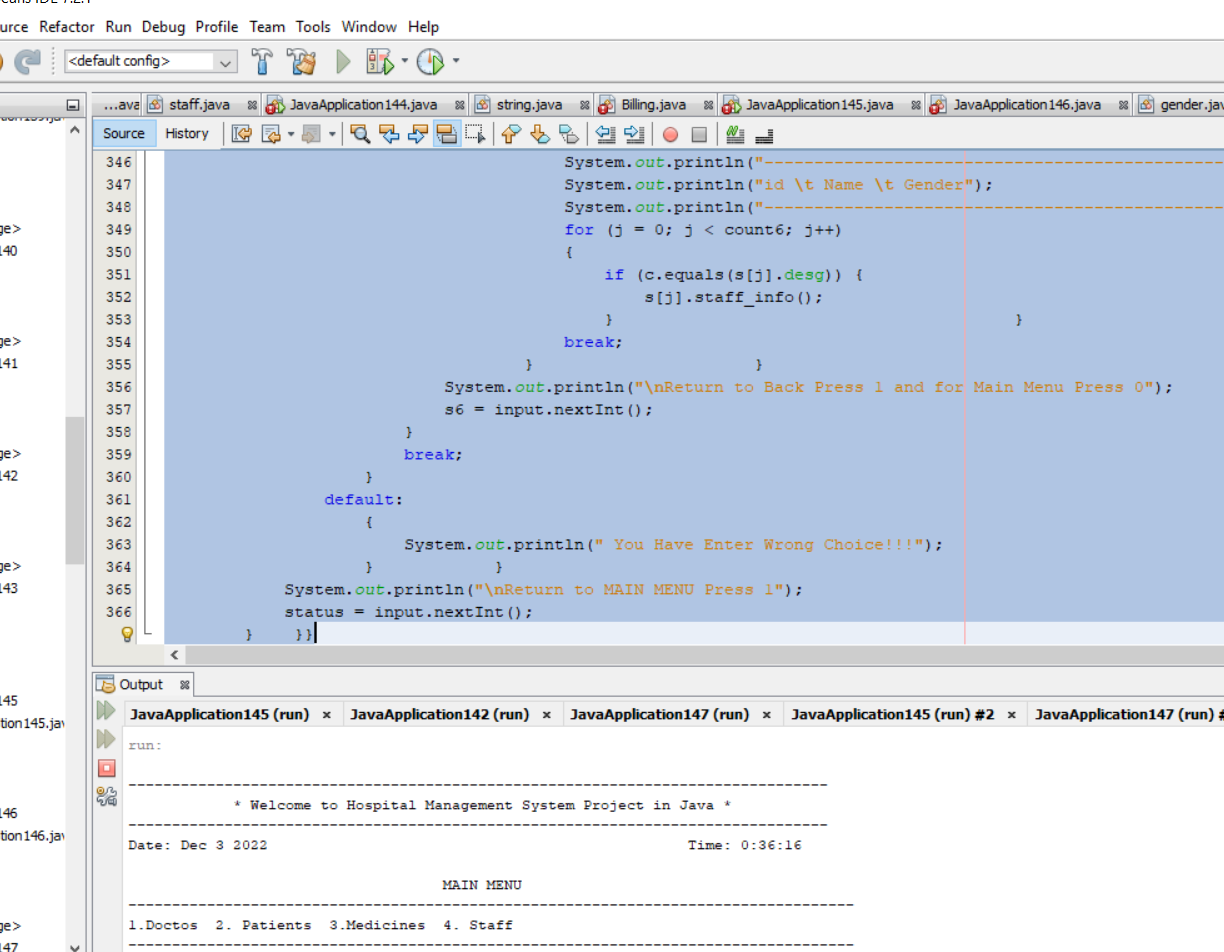 urce Refactor Run Debug Profile Team Tools Window Help
<default config>
...ava staff.java JavaApplication144.java string.java Billing.java JavaApplication145.java JavaApplication146.java gender.jav
Source History
346 System.out.println("----------------------------------------------
347 System.out.println("id \t Name \t Gender");
348 System.out.println("----------------------------------------------
349 for (j = 0; j < count6; j++)
350 {
351 if (c.equals(s[j].desg)) {
352 s[j].staff_info();
353 } }
354 break;
355 } }
356 System.out.println("\nReturn to Back Press 1 and for Main Menu Press 0");
357 s6 = input.nextInt();
358 }
359 break;
360 }
361 default:
362 {
363 System.out.println(" You Have Enter Wrong Choice!!!");
364 } }
365 System.out.println("\nReturn to MAIN MENU Press 1");
366 status = input.nextInt();
} }}
ge>
140
ge>
141
ge>
142
ge>
143
145
tion145.jav
146
tion146.jav
ge>
147
Output
JavaApplication145 (run) × JavaApplication142 (run) × JavaApplication147 (run) × JavaApplication145 (run) #2 × JavaApplication147 (run) #
run:
--------------------------------------------------------------------------------
* Welcome to Hospital Management System Project in Java *
--------------------------------------------------------------------------------
Date: Dec 3 2022 Time: 0:36:16
MAIN MENU
-----------------------------------------------------------------------------------
1.Doctos 2. Patients 3.Medicines 4. Staff
-----------------------------------------------------------------------------------